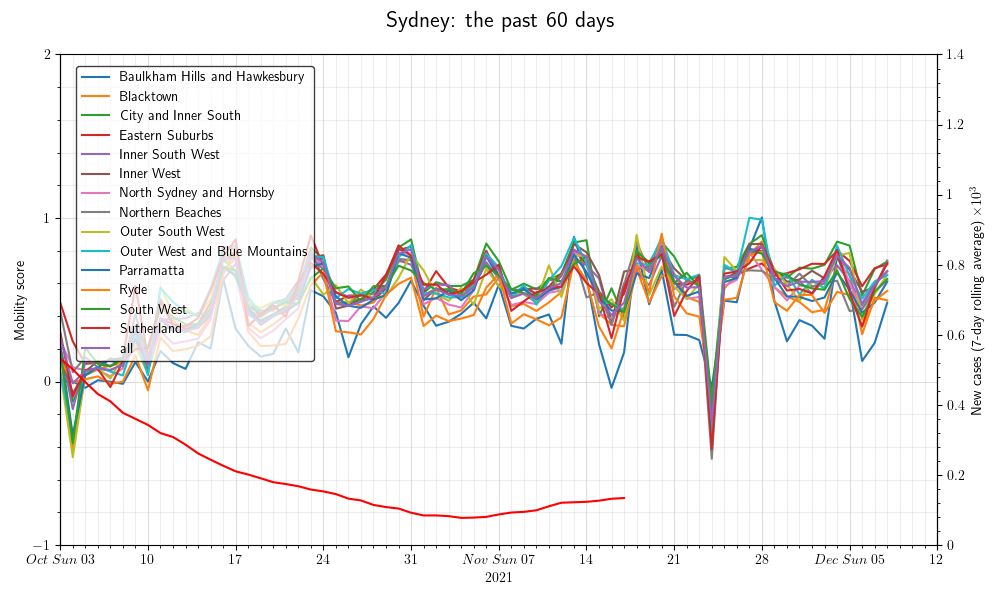 Sydney: the past 60 days
2
1
0
−1
Mobility score
Baulkham Hills and Hawkesbury
Blacktown
City and Inner South
Eastern Suburbs
Inner South West
Inner West
North Sydney and Hornsby
Northern Beaches
Outer South West
Outer West and Blue Mountains
Parramatta
Ryde
South West
Sutherland
all
1.4
1.2
1
0.8
0.6
0.4
0.2
0
New cases (7-day rolling average) ×10³
Oct Sun 03 10 17 24 31 Nov Sun 07 14 21 28 Dec Sun 05 12
2021